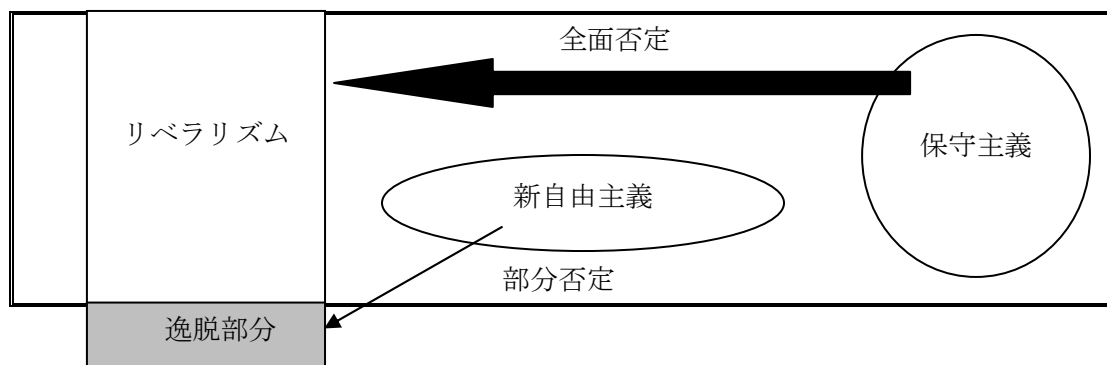 全面否定
リベラリズム
保守主義
新自由主義
部分否定
逸脱部分